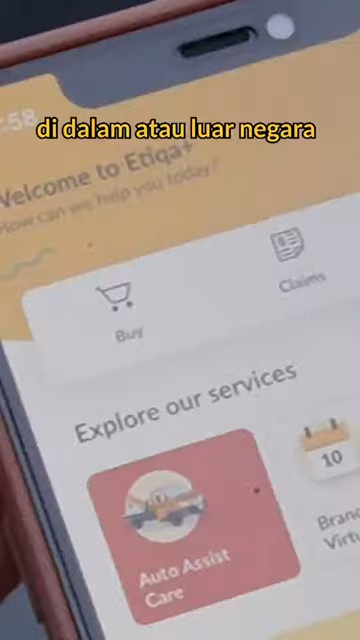 :58
di dalam atau luar negara
Welcome to Etiqa+
How can we help you today?
Buy
Claims
Explore our services
10
Auto Assist
Care